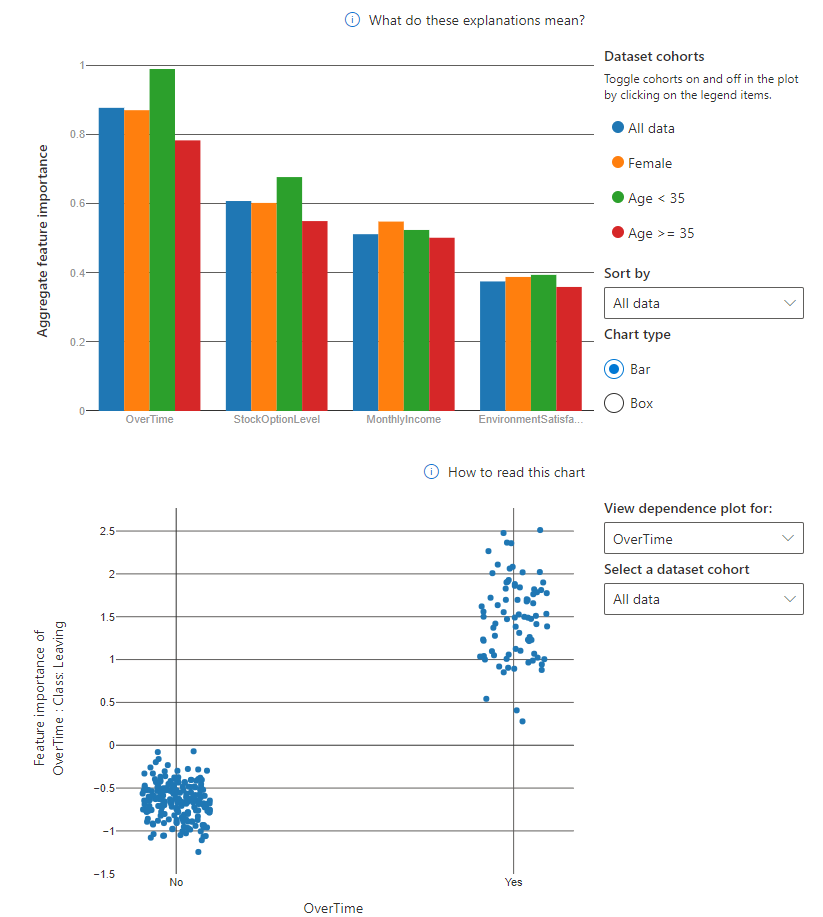 What do these explanations mean?
Aggregate feature importance
1
0.8
0.6
0.4
0.2
0
OverTime
StockOptionLevel
MonthlyIncome
EnvironmentSatisfa...
Dataset cohorts
Toggle cohorts on and off in the plot
by clicking on the legend items.
All data
Female
Age < 35
Age >= 35
Sort by
All data
Chart type
Bar
Box
How to read this chart
Feature importance of
OverTime : Class: Leaving
2.5
2
1.5
1
0.5
0
−0.5
−1
−1.5
No
Yes
OverTime
View dependence plot for:
OverTime
Select a dataset cohort
All data